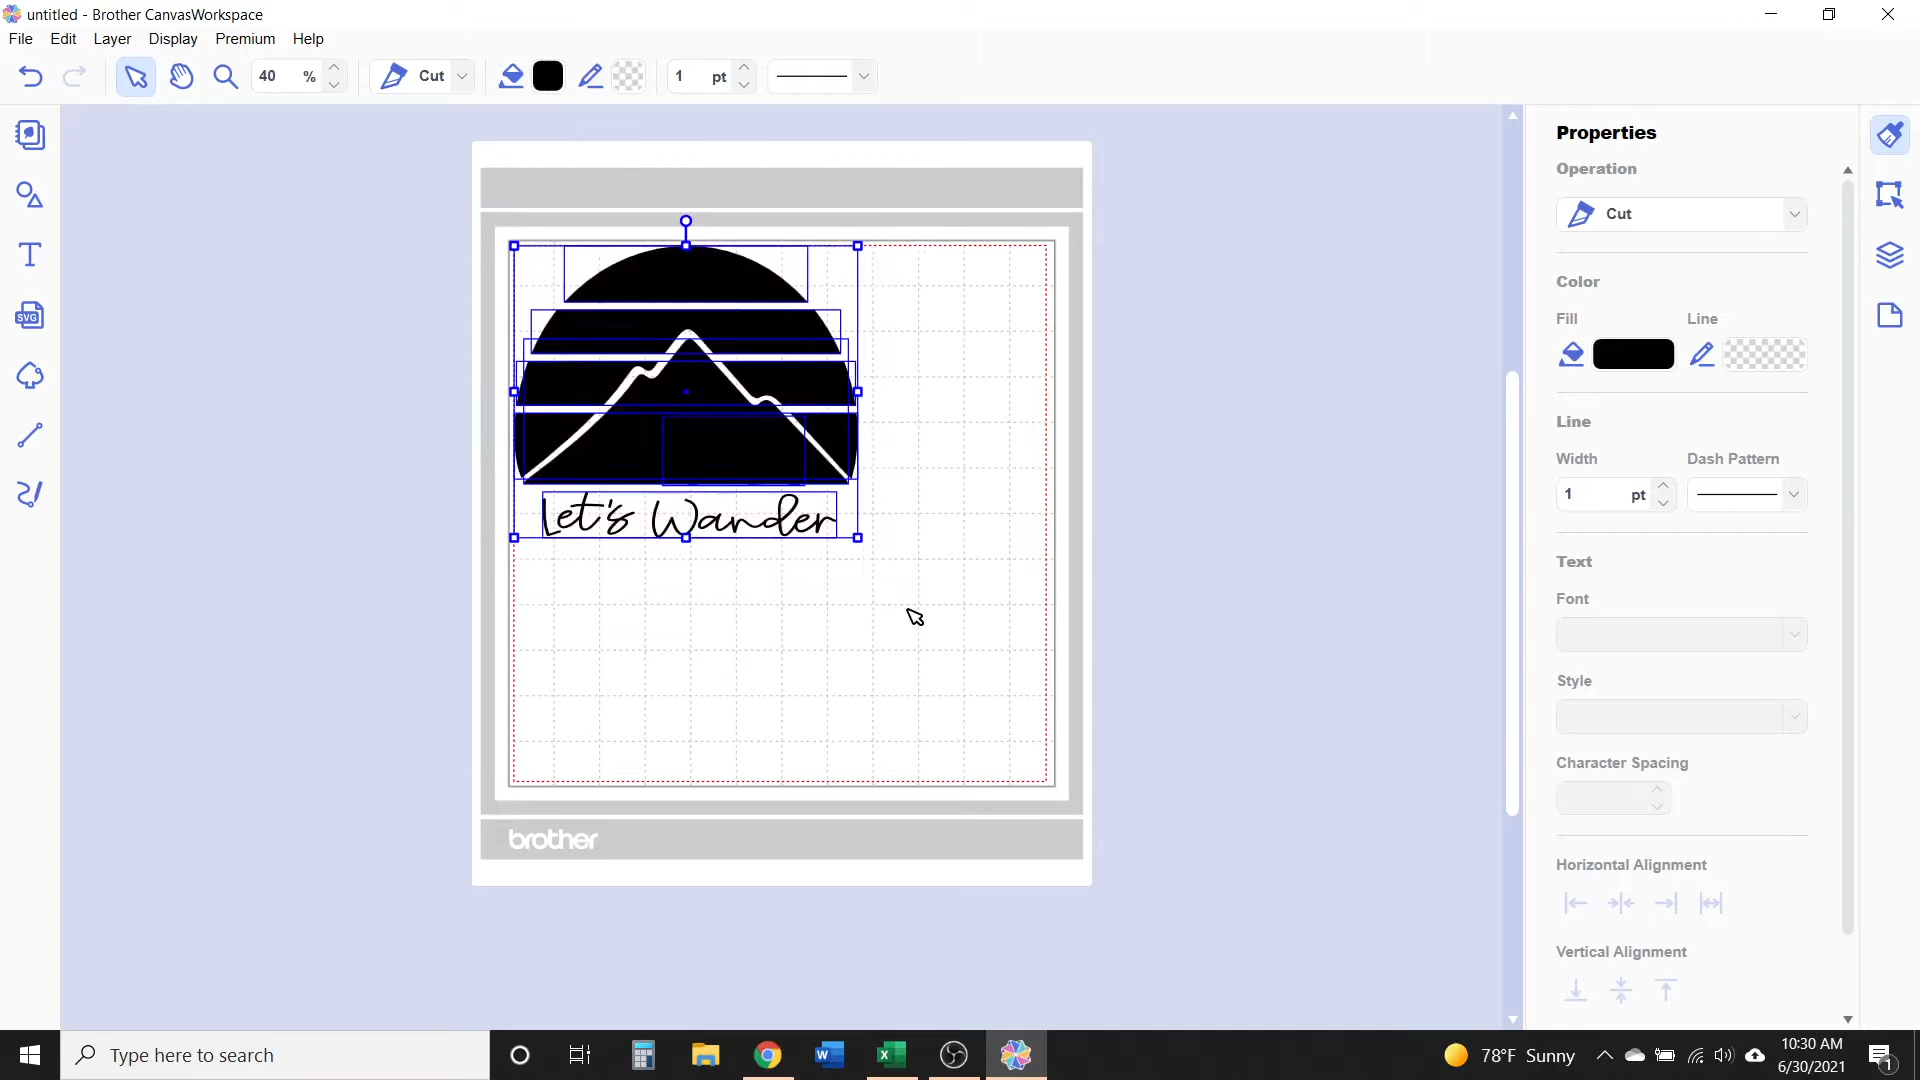 untitled - Brother CanvasWorkspace
File Edit Layer Display Premium Help
40 % Cut 1 pt
Properties
Operation
Cut
Color
Fill Line
Line
Width Dash Pattern
1 pt
Text
Font
Style
Character Spacing
Horizontal Alignment
Vertical Alignment
SVG
Let's Wander
brother
Type here to search
78°F Sunny
10:30 AM
6/30/2021
1